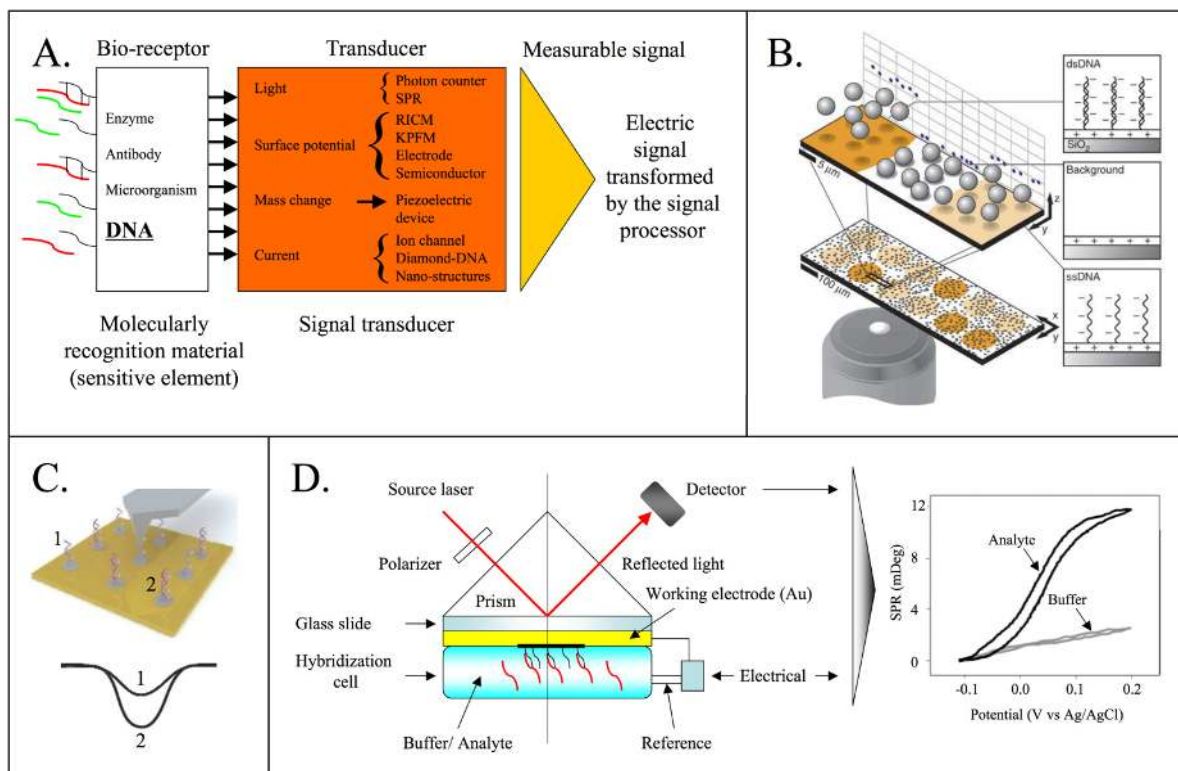 A.
Bio-receptor
Enzyme
Antibody
Microorganism
DNA
Molecularly
recognition material
(sensitive element)
Transducer
Light
Photon counter
SPR
Surface potential
RICM
KPFM
Electrode
Semiconductor
Mass change
Piezoelectric
device
Current
Ion channel
Diamond-DNA
Nano-structures
Signal transducer
Measurable signal
Electric
signal
transformed
by the signal
processor
B.
5 µm
100 µm
z
y
x
y
dsDNA
− − − − − −
+ + + + +
SiO2
Background
+ + + + +
ssDNA
+ + + + +
C.
1
2
1
2
D.
Source laser
Detector
Polarizer
Reflected light
Prism
Working electrode (Au)
Glass slide
Hybridization
cell
Electrical
Buffer/ Analyte
Reference
SPR (mDeg)
12
8
4
0
Analyte
Buffer
-0.1
0.0
0.1
0.2
Potential (V vs Ag/AgCl)